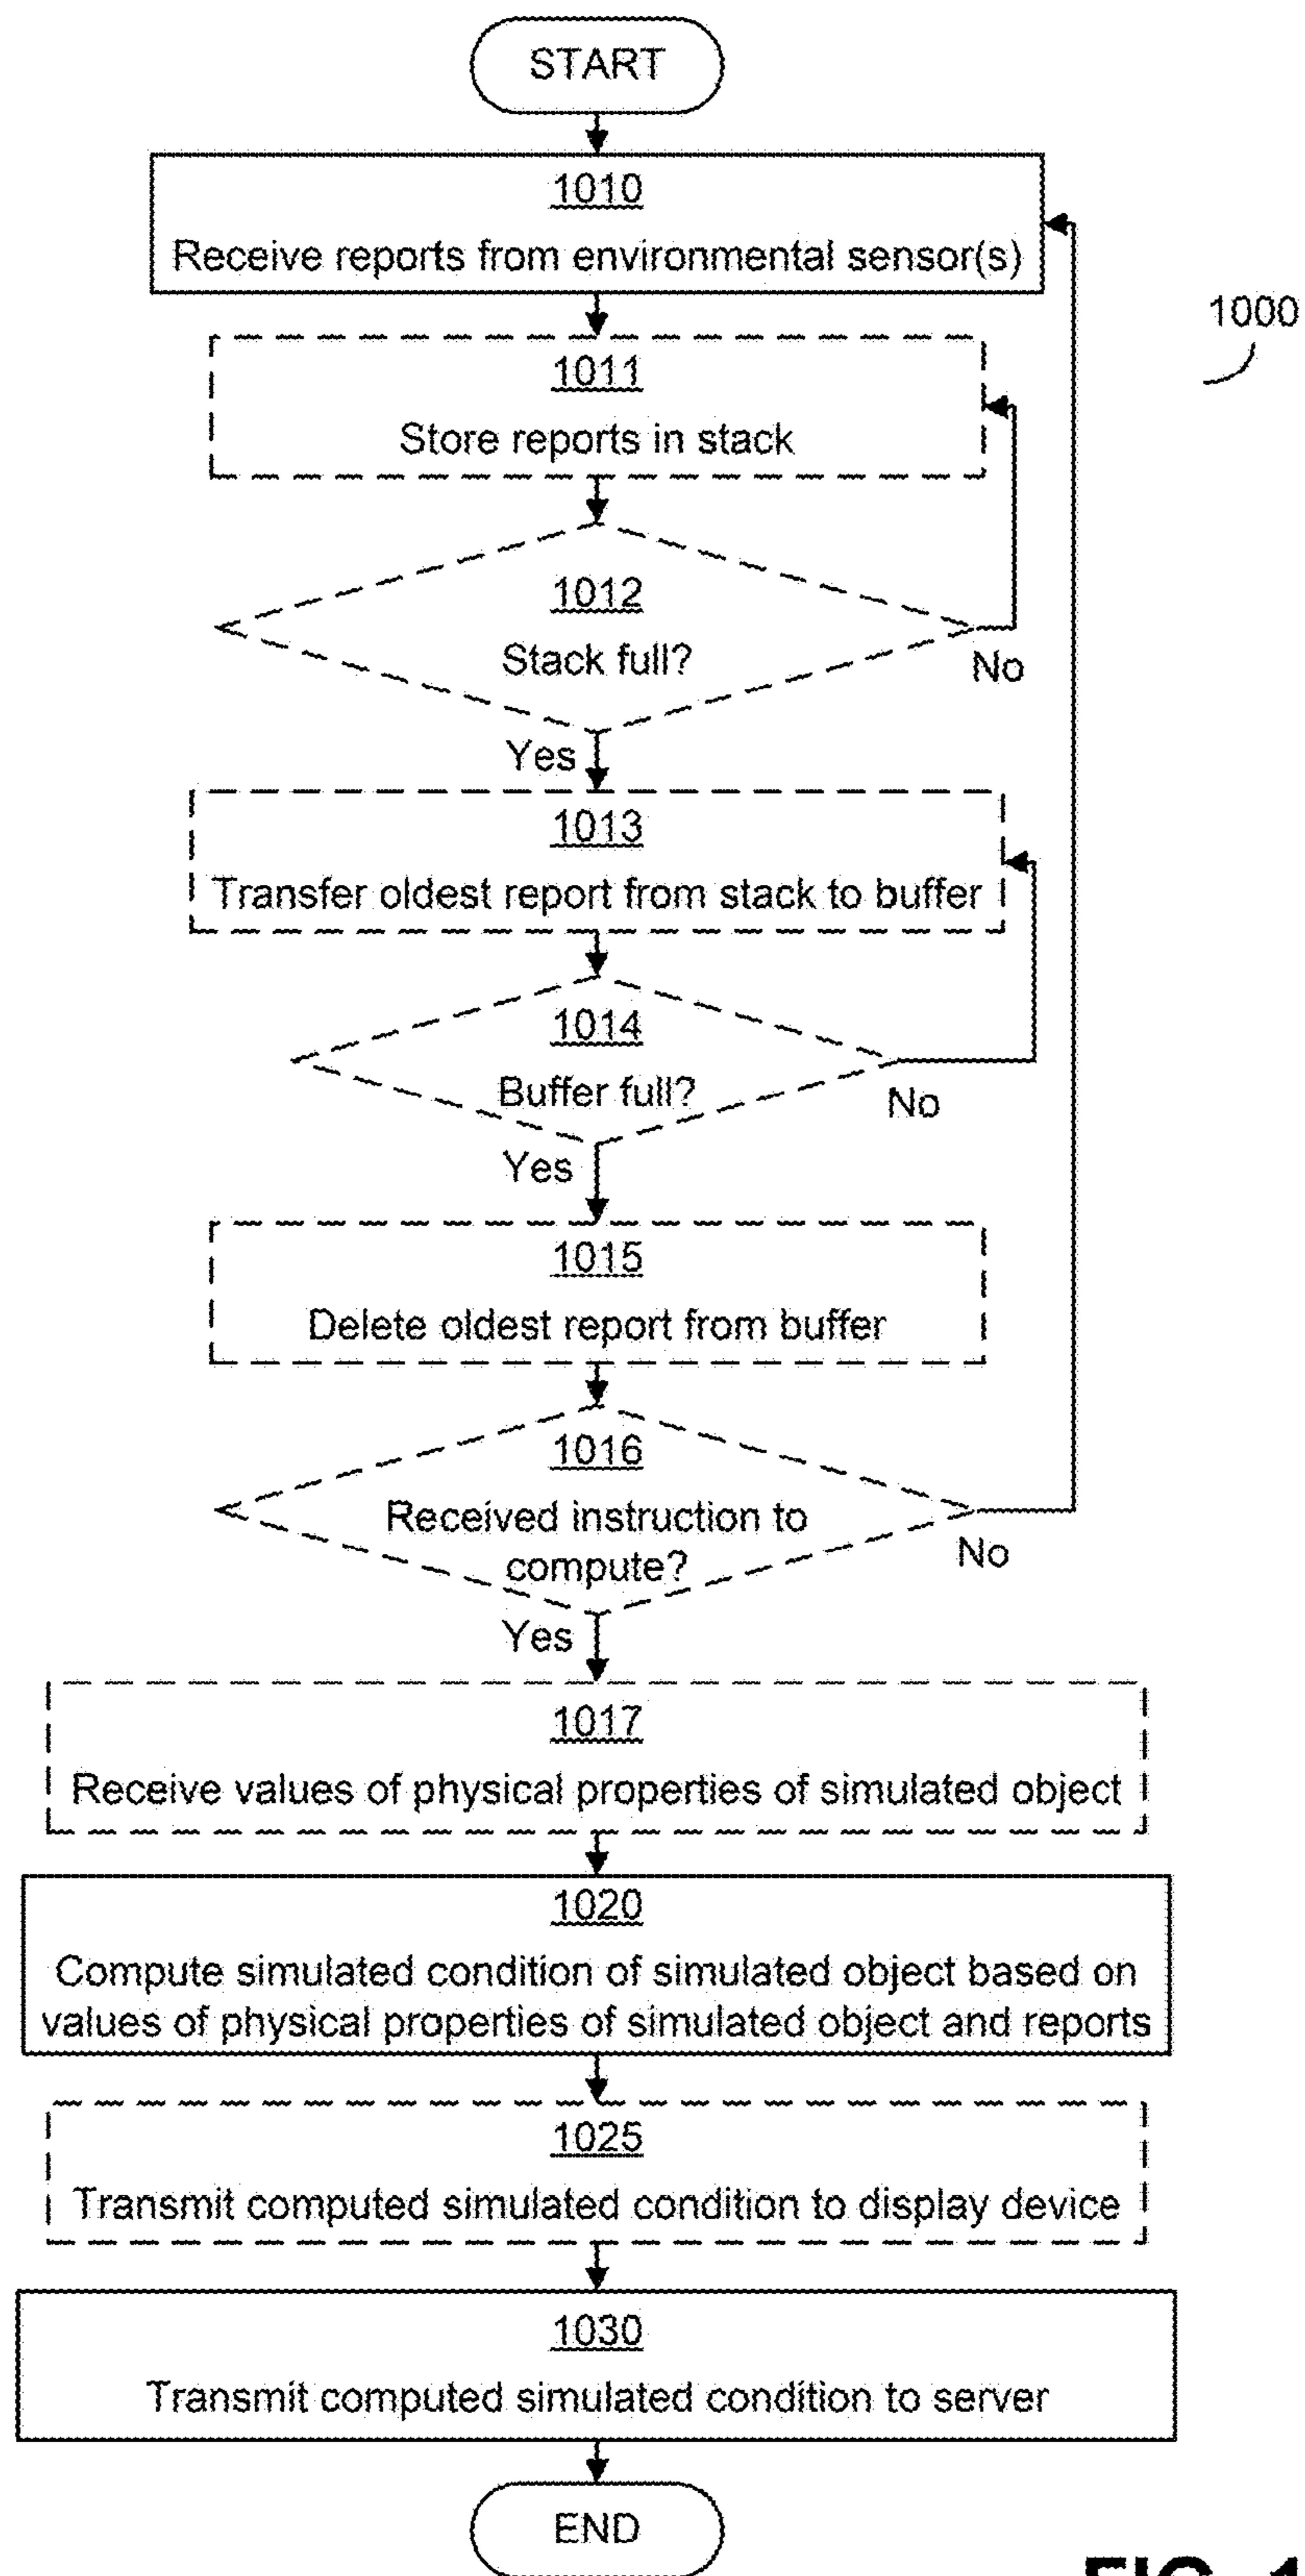 START
1010
Receive reports from environmental sensor(s)
1000
1011
Store reports in stack
1012
Stack full?
No
Yes
1013
Transfer oldest report from stack to buffer
1014
Buffer full?
No
Yes
1015
Delete oldest report from buffer
1016
Received instruction to
compute?
No
Yes
1017
Receive values of physical properties of simulated object
1020
Compute simulated condition of simulated object based on
values of physical properties of simulated object and reports
1025
Transmit computed simulated condition to display device
1030
Transmit computed simulated condition to server
END